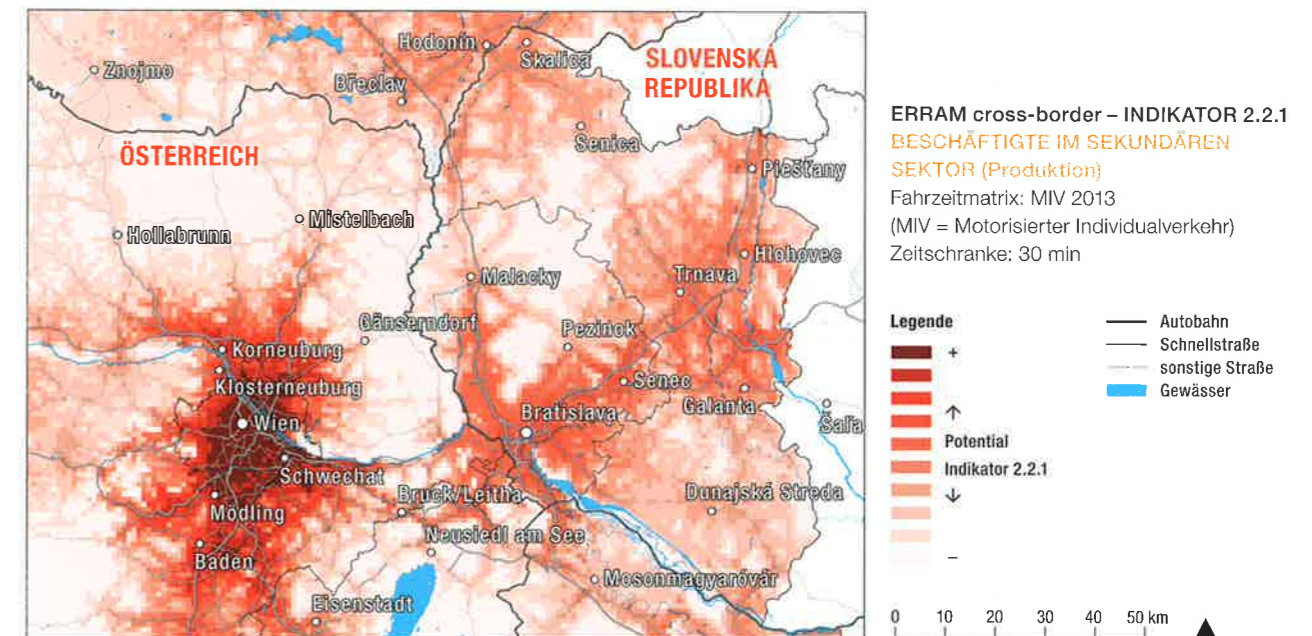 Hodonín
Skalica
SLOVENSKÁ
REPUBLIKA
Znojmo
Břeclav
Senica
ÖSTERREICH
Piešťany
Mistelbach
Hollabrunn
Hlohovec
Malacky
Trnava
Gänserndorf
Pezinok
Korneuburg
Klosterneuburg
Senec
Galanta
Bratislava
Wien
Šaľa
Schwechat
Bruck/Leitha
Dunajská Streda
Mödling
Neusiedl am See
Baden
Mosonmagyaróvár
Eisenstadt
ERRAM cross-border – INDIKATOR 2.2.1
BESCHÄFTIGTE IM SEKUNDÄREN
SEKTOR (Produktion)
Fahrzeitmatrix: MIV 2013
(MIV = Motorisierter Individualverkehr)
Zeitschranke: 30 min
Legende
+
↑
Potential
Indikator 2.2.1
↓
–
Autobahn
Schnellstraße
sonstige Straße
Gewässer
0 10 20 30 40 50 km